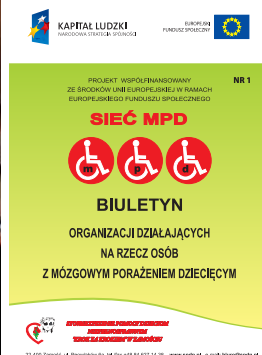 KAPITAŁ LUDZKI
NARODOWA STRATEGIA SPÓJNOŚCI
EUROPEJSKI
FUNDUSZ SPOŁECZNY
PROJEKT WSPÓŁFINANSOWANY
NR 1
ZE ŚRODKÓW UNII EUROPEJSKIEJ W RAMACH
EUROPEJSKIEGO FUNDUSZU SPOŁECZNEGO
SIEĆ MPD
m p d
BIULETYN
ORGANIZACJI DZIAŁAJĄCYCH
NA RZECZ OSÓB
Z MÓZGOWYM PORAŻENIEM DZIECIĘCYM